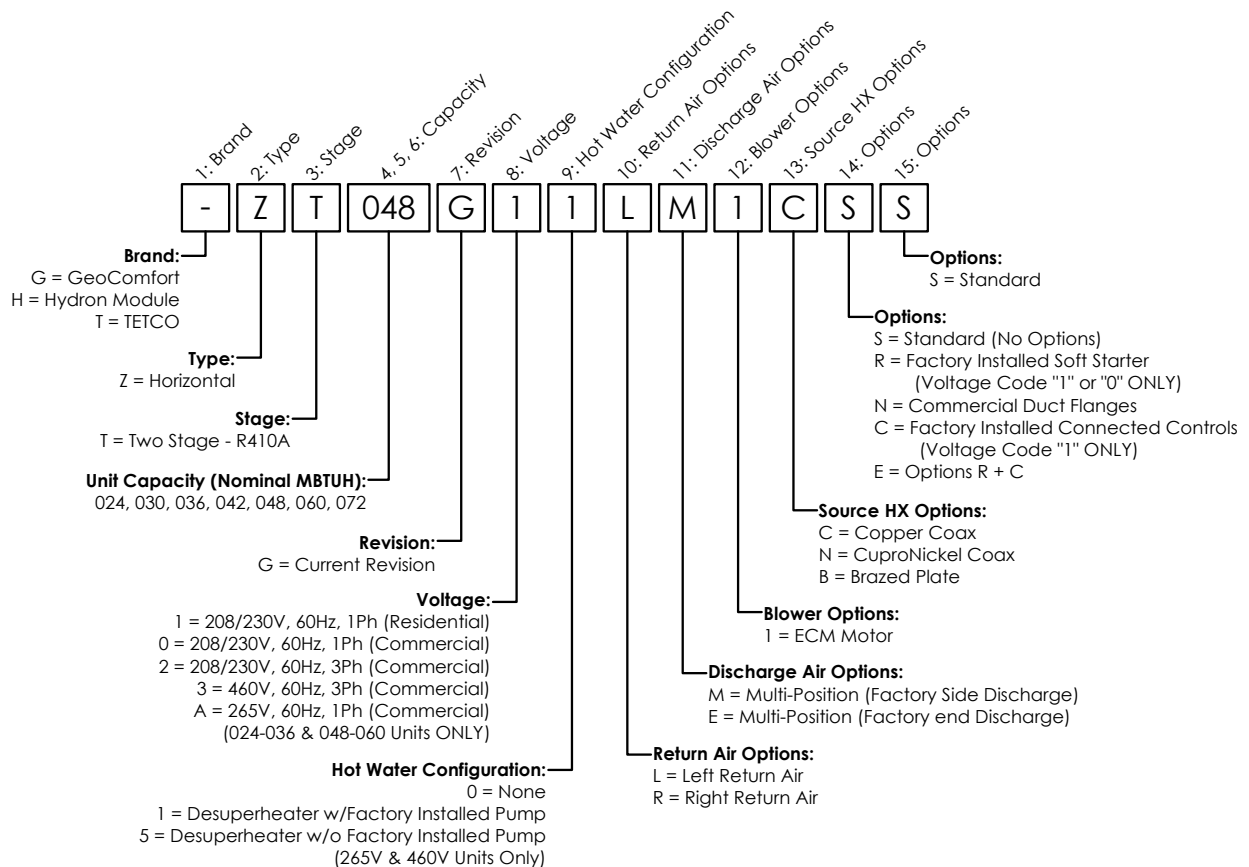 1: Brand
2: Type
3: Stage
4, 5, 6: Capacity
7: Revision
8: Voltage
9: Hot Water Configuration
10: Return Air Options
11: Discharge Air Options
12: Blower Options
13: Source HX Options
14: Options
15: Options
- Z T 048 G 1 1 L M 1 C S S
Brand:
G = GeoComfort
H = Hydron Module
T = TETCO
Type:
Z = Horizontal
Stage:
T = Two Stage - R410A
Unit Capacity (Nominal MBTUH):
024, 030, 036, 042, 048, 060, 072
Revision:
G = Current Revision
Voltage:
1 = 208/230V, 60Hz, 1Ph (Residential)
0 = 208/230V, 60Hz, 1Ph (Commercial)
2 = 208/230V, 60Hz, 3Ph (Commercial)
3 = 460V, 60Hz, 3Ph (Commercial)
A = 265V, 60Hz, 1Ph (Commercial)
(024-036 & 048-060 Units ONLY)
Hot Water Configuration:
0 = None
1 = Desuperheater w/Factory Installed Pump
5 = Desuperheater w/o Factory Installed Pump
(265V & 460V Units Only)
Options:
S = Standard
Options:
S = Standard (No Options)
R = Factory Installed Soft Starter
(Voltage Code "1" or "0" ONLY)
N = Commercial Duct Flanges
C = Factory Installed Connected Controls
(Voltage Code "1" ONLY)
E = Options R + C
Source HX Options:
C = Copper Coax
N = CuproNickel Coax
B = Brazed Plate
Blower Options:
1 = ECM Motor
Discharge Air Options:
M = Multi-Position (Factory Side Discharge)
E = Multi-Position (Factory end Discharge)
Return Air Options:
L = Left Return Air
R = Right Return Air